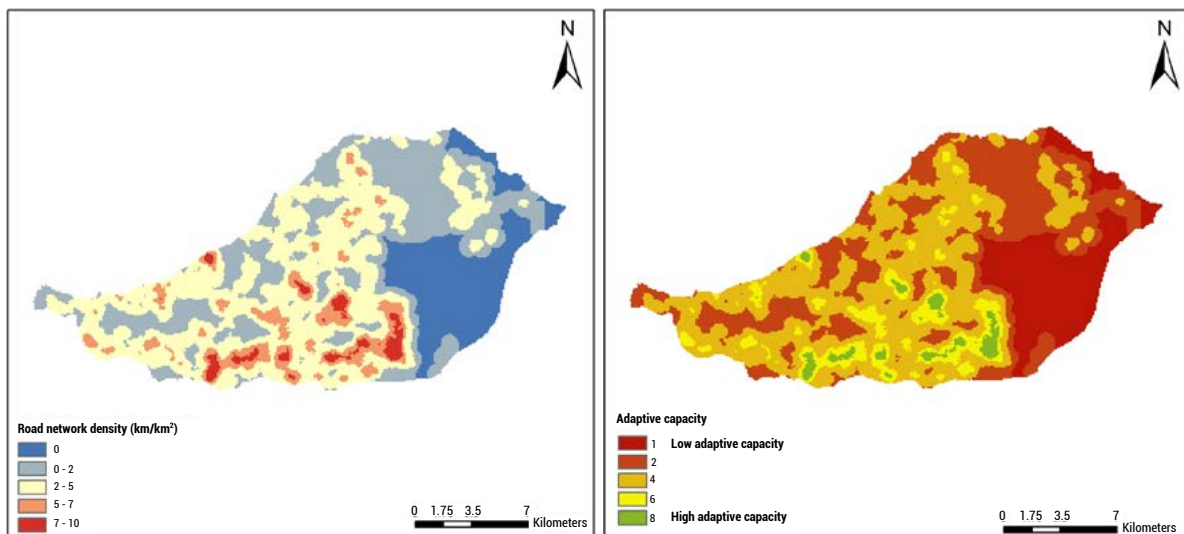 N
Road network density (km/km²)
0
0 - 2
2 - 5
5 - 7
7 - 10
0 1.75 3.5 7
Kilometers
N
Adaptive capacity
1 Low adaptive capacity
2
4
6
8 High adaptive capacity
0 1.75 3.5 7
Kilometers